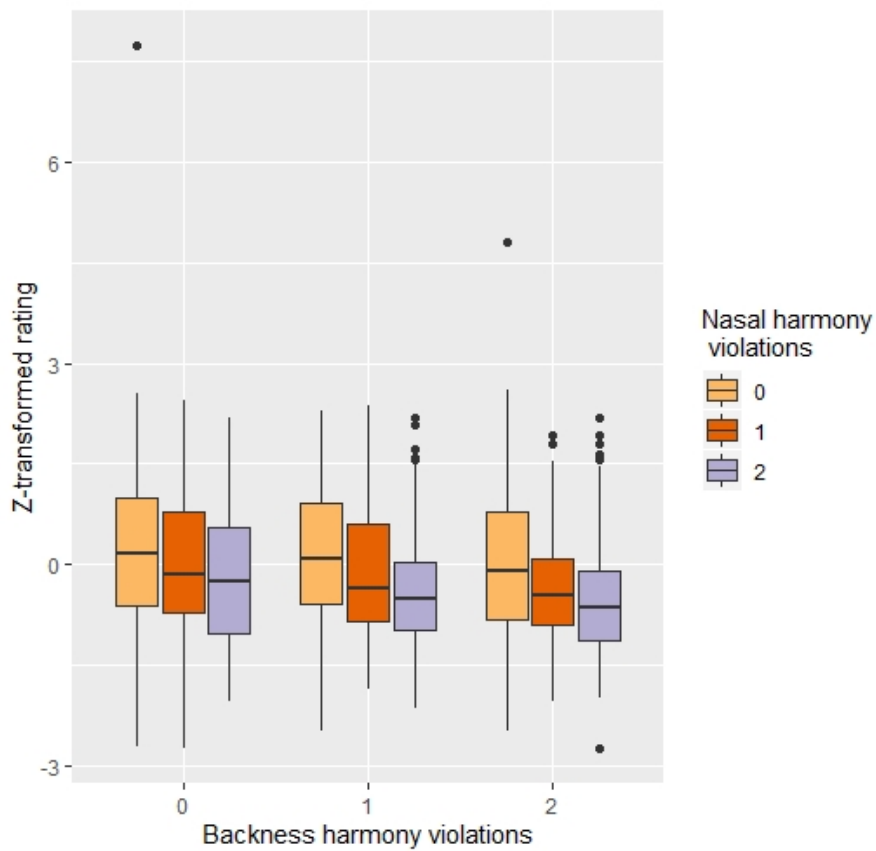 6
3
0
-3
Z-transformed rating
0
1
2
Backness harmony violations
Nasal harmony
violations
0
1
2